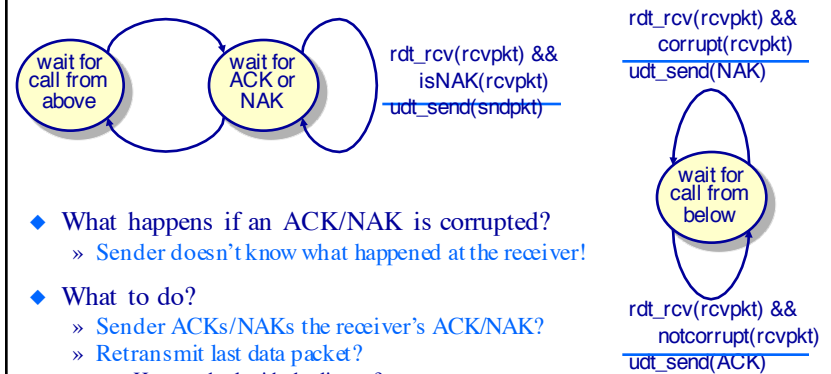 wait for
call from
above
wait for
ACK or
NAK
rdt_rcv(rcvpkt) &&
isNAK(rcvpkt)
udt_send(sndpkt)
rdt_rcv(rcvpkt) &&
corrupt(rcvpkt)
udt_send(NAK)
wait for
call from
below
rdt_rcv(rcvpkt) &&
notcorrupt(rcvpkt)
udt_send(ACK)
◆ What happens if an ACK/NAK is corrupted?
» Sender doesn't know what happened at the receiver!
◆ What to do?
» Sender ACKs/NAKs the receiver's ACK/NAK?
» Retransmit last data packet?